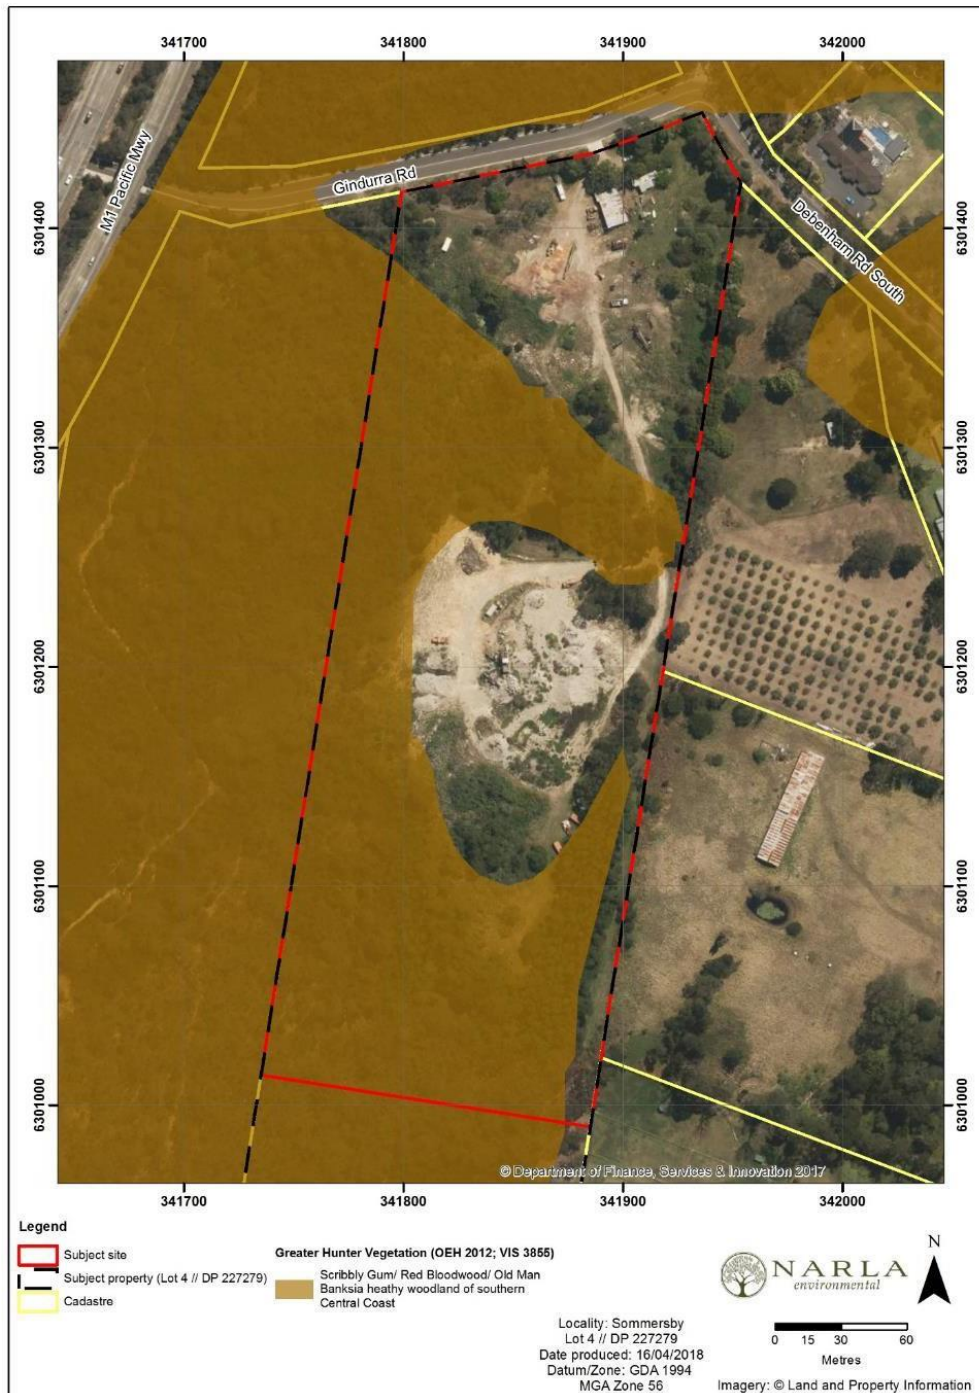 341700 341800 341900 342000
M1 Pacific Mwy
Gindurra Rd
Debenham Rd South
6301400 6301400
6301300 6301300
6301200 6301200
6301100 6301100
6301000 6301000
© Department of Finance, Services & Innovation 2017
341700 341800 341900 342000
Legend
Subject site
Subject property (Lot 4 // DP 227279)
Cadastre
Greater Hunter Vegetation (OEH 2012; VIS 3855)
Scribbly Gum/ Red Bloodwood/ Old Man
Banksia heathy woodland of southern
Central Coast
NARLA
environmental
N
Locality: Sommersby
Lot 4 // DP 227279
Date produced: 16/04/2018
Datum/Zone: GDA 1994
MGA Zone 56
0 15 30 60
Metres
Imagery: © Land and Property Information